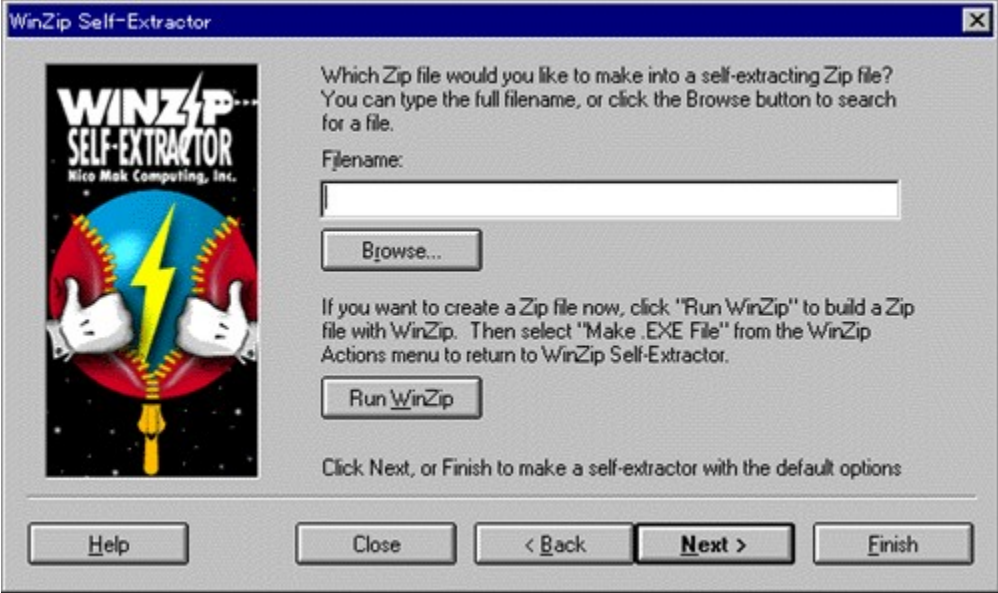 WinZip Self-Extractor
WINZIP
SELF-EXTRACTOR
Nico Mak Computing, Inc.
Which Zip file would you like to make into a self-extracting Zip file?
You can type the full filename, or click the Browse button to search
for a file.
Filename:
Browse...
If you want to create a Zip file now, click "Run WinZip" to build a Zip
file with WinZip. Then select "Make .EXE File" from the WinZip
Actions menu to return to WinZip Self-Extractor.
Run WinZip
Click Next, or Finish to make a self-extractor with the default options
Help Close < Back Next > Finish